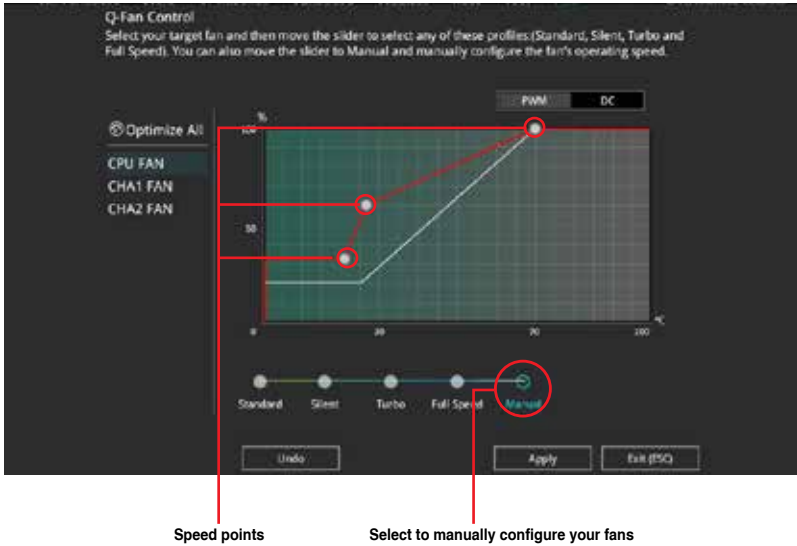 Q-Fan Control
Select your target fan and then move the slider to select any of these profiles:(Standard, Silent, Turbo and
Full Speed). You can also move the slider to Manual and manually configure the fan's operating speed.
PWM DC
%
Optimize All
100
CPU FAN
CHA1 FAN
CHA2 FAN
50
°C
0 30 70 100
Standard Silent Turbo Full Speed Manual
Undo Apply Exit (ESC)
Speed points Select to manually configure your fans